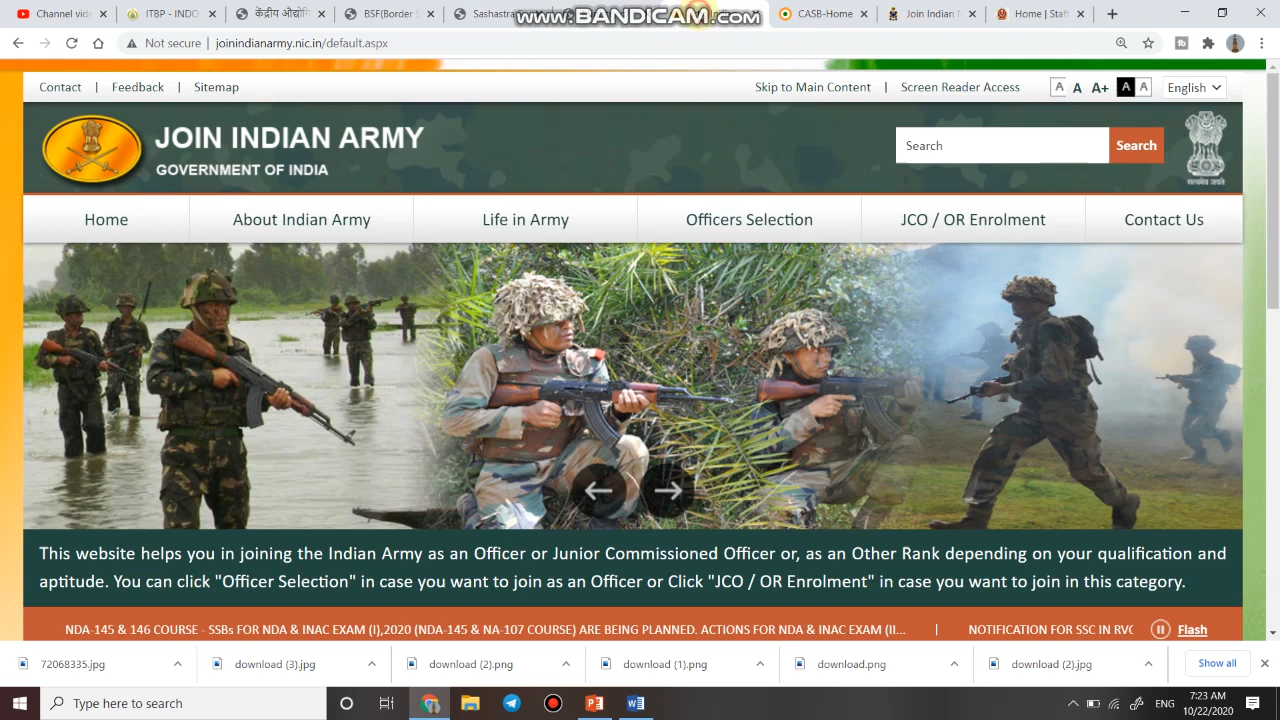 Channel vide
ITBP - INDO
केंद्रीय औद्योगि
BSF(Border S
Sashastra
www.BANDICAM.com
CASB-Home
Join Indian
Home | Staf
Not secure | joinindianarmy.nic.in/default.aspx
Contact | Feedback | Sitemap
Skip to Main Content | Screen Reader Access
A A A+ A A English
JOIN INDIAN ARMY
GOVERNMENT OF INDIA
Search Search
सत्यमेव जयते
Home About Indian Army Life in Army Officers Selection JCO / OR Enrolment Contact Us
This website helps you in joining the Indian Army as an Officer or Junior Commissioned Officer or, as an Other Rank depending on your qualification and
aptitude. You can click "Officer Selection" in case you want to join as an Officer or Click "JCO / OR Enrolment" in case you want to join in this category.
NDA-145 & 146 COURSE - SSBs FOR NDA & INAC EXAM (I),2020 (NDA-145 & NA-107 COURSE) ARE BEING PLANNED. ACTIONS FOR NDA & INAC EXAM (II... | NOTIFICATION FOR SSC IN RVC Flash
72068335.jpg download (3).jpg download (2).png download (1).png download.png download (2).jpg Show all
Type here to search
ENG
7:23 AM
10/22/2020